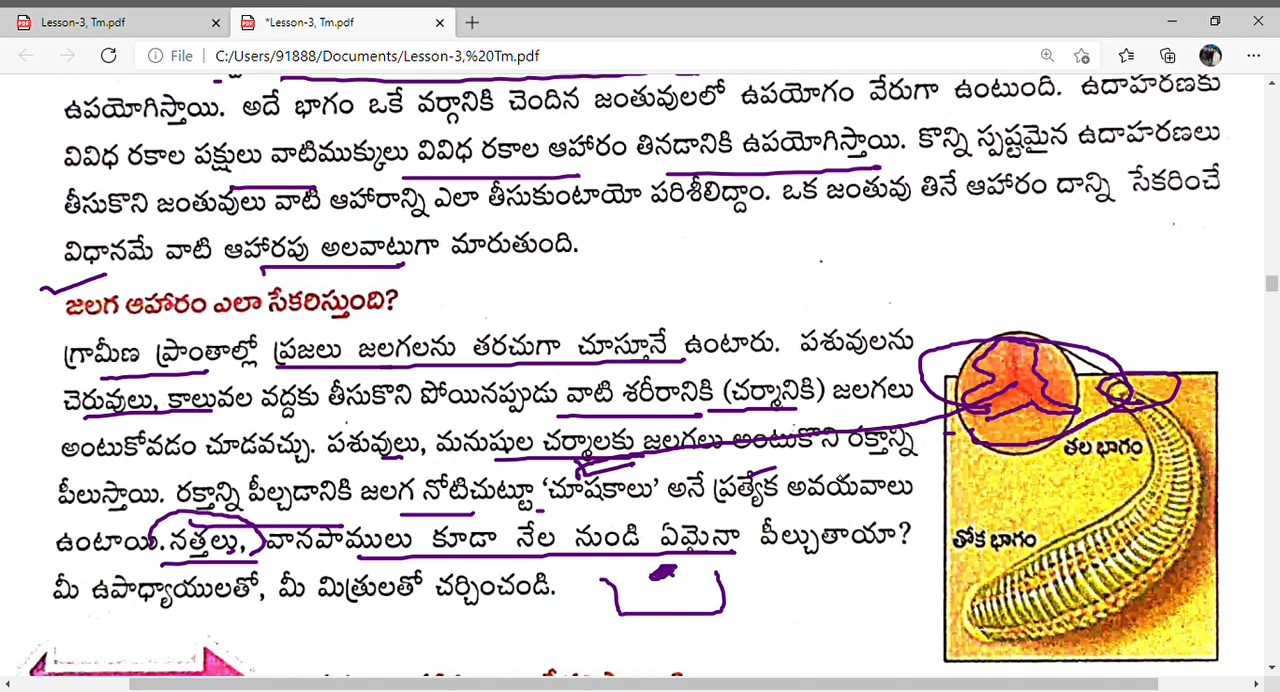 Lesson-3, Tm.pdf
*Lesson-3, Tm.pdf
File
C:/Users/91888/Documents/Lesson-3,%20Tm.pdf
ఉపయోగిస్తాయి. అదే భాగం ఒకే వర్గానికి చెందిన జంతువులలో ఉపయోగం వేరుగా ఉంటుంది. ఉదాహరణకు
వివిధ రకాల పక్షులు వాటిముక్కులు వివిధ రకాల ఆహారం తినడానికి ఉపయోగిస్తాయి. కొన్ని స్పష్టమైన ఉదాహరణలు
తీసుకొని జంతువులు వాటి ఆహారాన్ని ఎలా తీసుకుంటాయో పరిశీలిద్దాం. ఒక జంతువు తినే ఆహారం దాన్ని సేకరించే
విధానమే వాటి ఆహారపు అలవాటుగా మారుతుంది.
జలగ ఆహారం ఎలా సేకరిస్తుంది?
గ్రామీణ ప్రాంతాల్లో ప్రజలు జలగలను తరచుగా చూస్తూనే ఉంటారు. పశువులను
చెరువులు, కాలువల వద్దకు తీసుకొని పోయినప్పుడు వాటి శరీరానికి (చర్మానికి) జలగలు
అంటుకోవడం చూడవచ్చు. పశువులు, మనుషుల చర్మాలకు జలగలు అంటుకొని రక్తాన్ని
పీలుస్తాయి. రక్తాన్ని పీల్చడానికి జలగ నోటిచుట్టూ 'చూషకాలు' అనే ప్రత్యేక అవయవాలు
ఉంటాయి. నత్తలు, వానపాములు కూడా నేల నుండి ఏమైనా పీల్చుతాయా?
మీ ఉపాధ్యాయులతో, మీ మిత్రులతో చర్చించండి.
తల భాగం
తోక భాగం